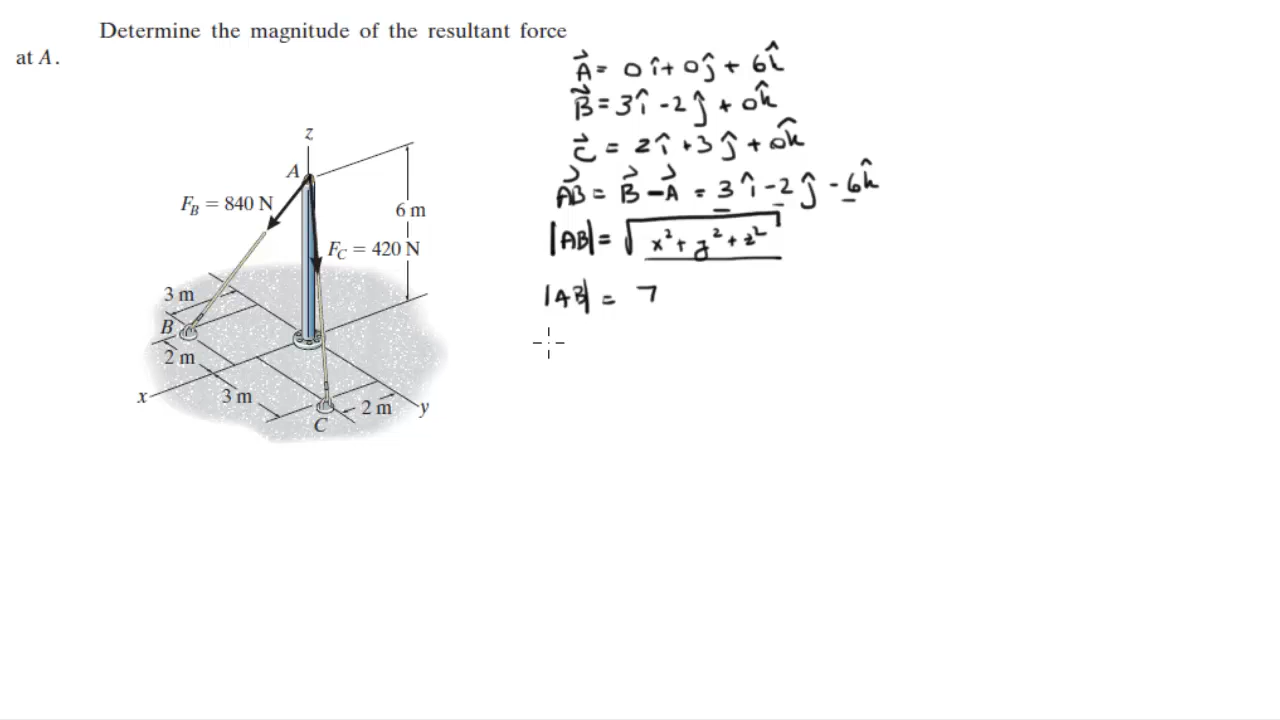 Determine the magnitude of the resultant force
at A.
z
A
F_B = 840 N
6 m
F_C = 420 N
3 m
B
2 m
x
3 m
2 m
y
C
A⃗ = 0î + 0ĵ + 6k̂
B⃗ = 3î - 2ĵ + 0k̂
C⃗ = 2î + 3ĵ + 0k̂
A⃗B = B⃗ - A⃗ = 3î - 2ĵ - 6k̂
|AB| = √x² + y² + z²
|AB| = 7